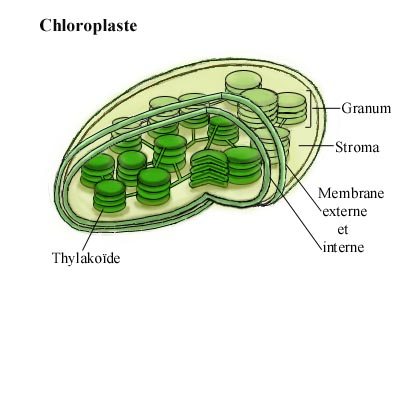 Chloroplaste
Granum
Stroma
Membrane
externe
et
interne
Thylakoïde